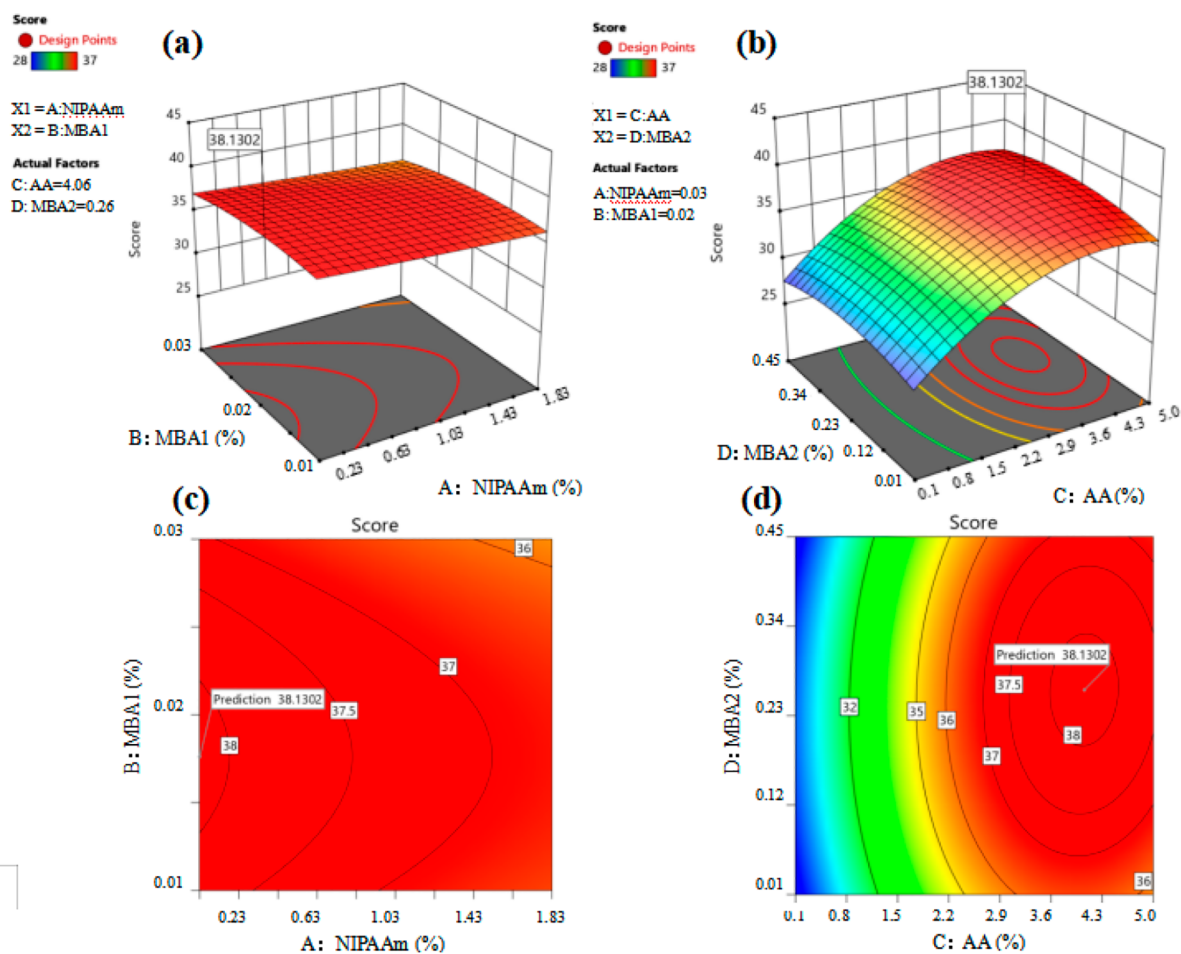 Score
Design Points
28 37
X1 = A:NIPAAm
X2 = B:MBA1
Actual Factors
C: AA=4.06
D: MBA2=0.26
(a)
38.1302
45
40
35
30
25
Score
0.03
0.02
0.01
B: MBA1 (%)
0.23
0.63
1.03
1.43
1.83
A: NIPAAm (%)
Score
Design Points
28 37
X1 = C:AA
X2 = D:MBA2
Actual Factors
A:NIPAAm=0.03
B:MBA1=0.02
(b)
38.1302
45
40
35
30
25
Score
0.45
0.34
0.23
0.12
0.01
D: MBA2 (%)
0.1
0.8
1.5
2.2
2.9
3.6
4.3
5.0
C: AA(%)
(c)
Score
0.03
0.02
0.01
B: MBA1 (%)
36
37
Prediction 38.1302
37.5
38
0.23 0.63 1.03 1.43 1.83
A: NIPAAm (%)
(d)
Score
0.45
0.34
0.23
0.12
0.01
D: MBA2 (%)
Prediction 38.1302
37.5
32
35
36
38
37
36
0.1 0.8 1.5 2.2 2.9 3.6 4.3 5.0
C: AA (%)